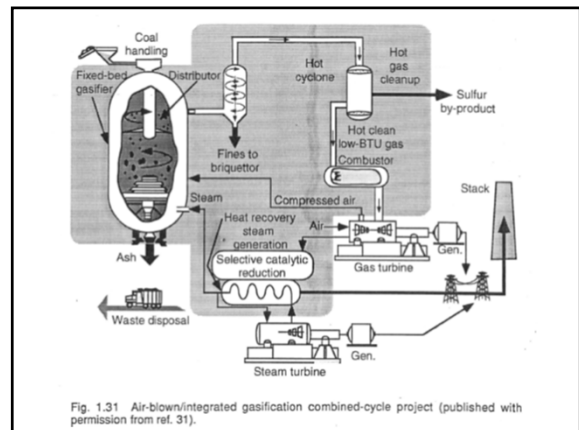 Coal
handling
Fixed-bed
gasifier
Distributor
Hot
cyclone
Hot
gas
cleanup
Sulfur
by-product
Hot clean
low-BTU gas
Combustor
Fines to
briquettor
Stack
Steam
Compressed air
Heat recovery
steam
generation
Air
Gen.
Ash
Selective catalytic
reduction
Gas turbine
Waste disposal
Gen.
Steam turbine
Fig. 1.31 Air-blown/integrated gasification combined-cycle project (published with
permission from ref. 31).